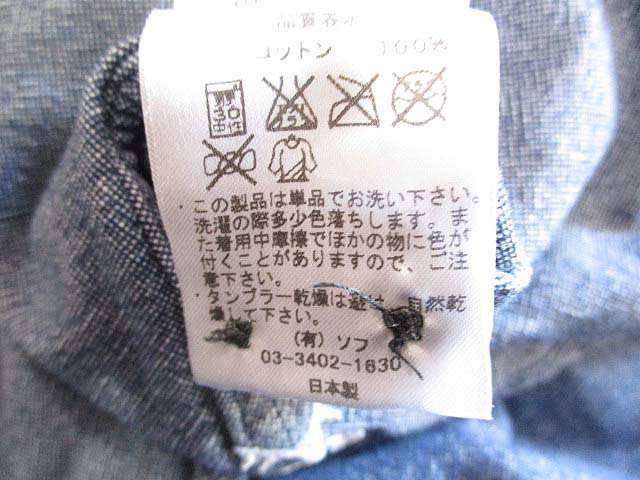 品質表示
コットン 100%
30
中性
・この製品は単品でお洗い下さい。
洗濯の際多少色落ちします。ま
た着用中摩擦でほかの物に色が
付くことがありますので、ご注
意下さい。
・タンブラー乾燥は避け、自然乾
燥して下さい。
(有) ソフ
03-3402-1630
日本製